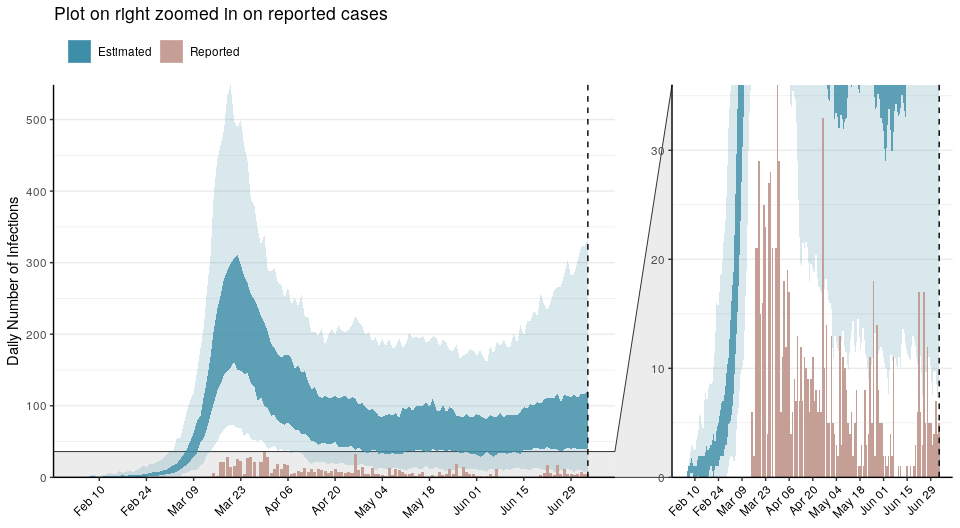 Plot on right zoomed in on reported cases
Estimated Reported
Daily Number of Infections
500
400
300
200
100
0
Feb 10 Feb 24 Mar 09 Mar 23 Apr 06 Apr 20 May 04 May 18 Jun 01 Jun 15 Jun 29
30
20
10
0
Feb 10 Feb 24 Mar 09 Mar 23 Apr 06 Apr 20 May 04 May 18 Jun 01 Jun 15 Jun 29